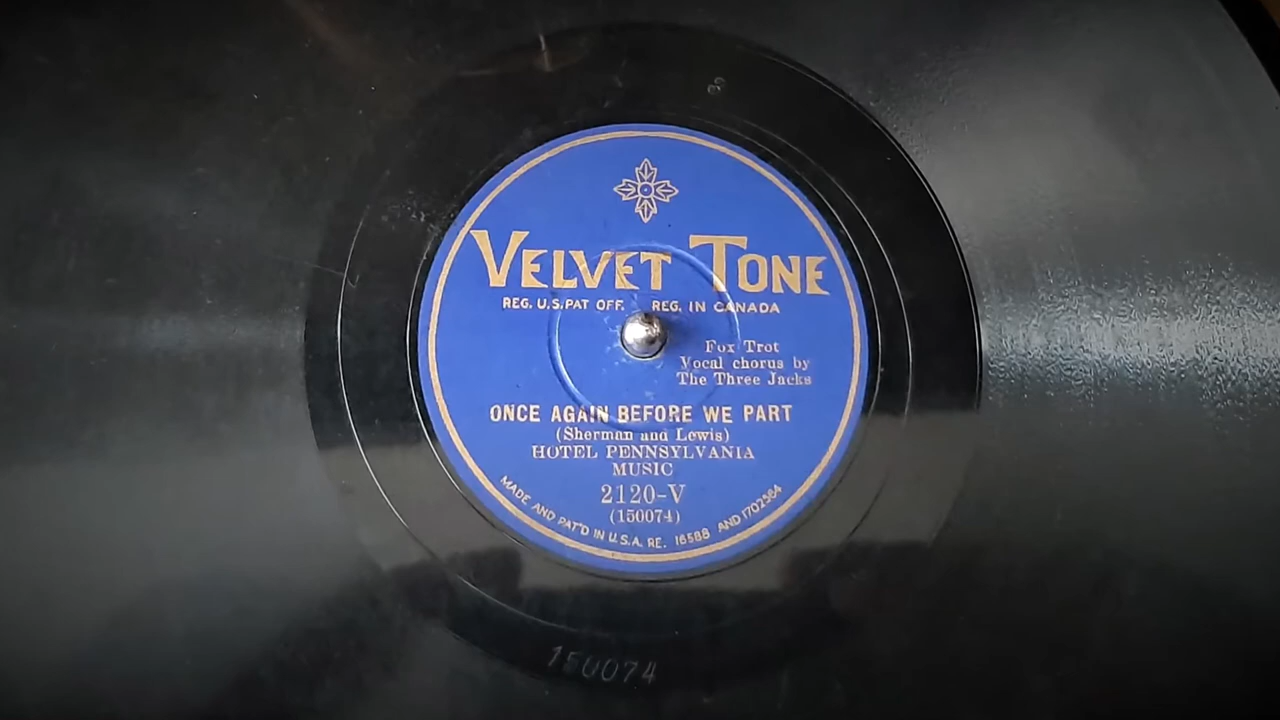 VELVET TONE
REG. U.S. PAT OFF. REG. IN CANADA
Fox Trot
Vocal chorus by
The Three Jacks
ONCE AGAIN BEFORE WE PART
(Sherman and Lewis)
HOTEL PENNSYLVANIA
MUSIC
2120-V
(150074)
MADE AND PAT'D IN U.S.A. RE. 16588 AND 1702564
150074